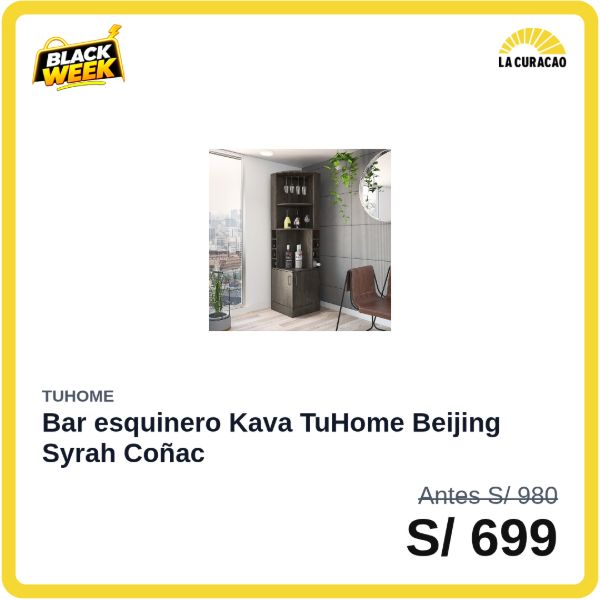 BLACK
WEEK
LA CURACAO
TUHOME
Bar esquinero Kava TuHome Beijing
Syrah Coñac
Antes S/ 980
S/ 699